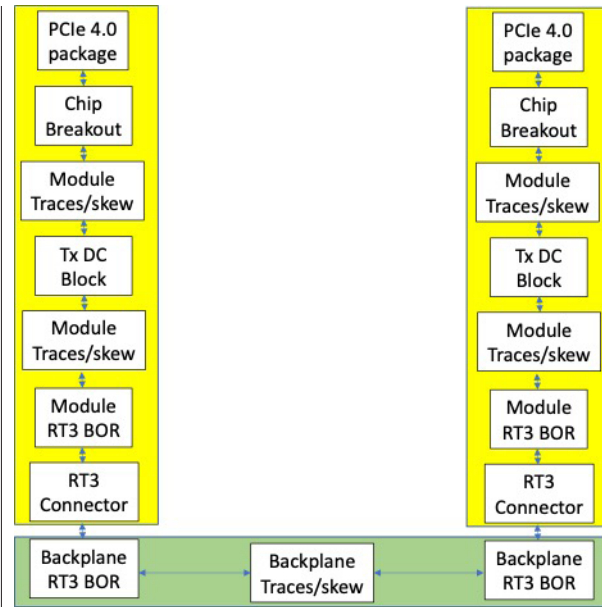 PCIe 4.0
package
Chip
Breakout
Module
Traces/skew
Tx DC
Block
Module
Traces/skew
Module
RT3 BOR
RT3
Connector
Backplane
RT3 BOR
Backplane
Traces/skew
PCIe 4.0
package
Chip
Breakout
Module
Traces/skew
Tx DC
Block
Module
Traces/skew
Module
RT3 BOR
RT3
Connector
Backplane
RT3 BOR